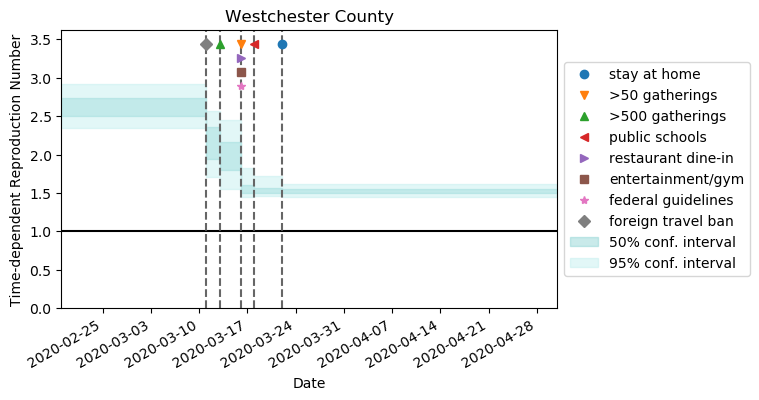 Westchester County
Time-dependent Reproduction Number
3.5
3.0
2.5
2.0
1.5
1.0
0.5
0.0
2020-02-25
2020-03-03
2020-03-10
2020-03-17
2020-03-24
2020-03-31
2020-04-07
2020-04-14
2020-04-21
2020-04-28
Date
stay at home
>50 gatherings
>500 gatherings
public schools
restaurant dine-in
entertainment/gym
federal guidelines
foreign travel ban
50% conf. interval
95% conf. interval